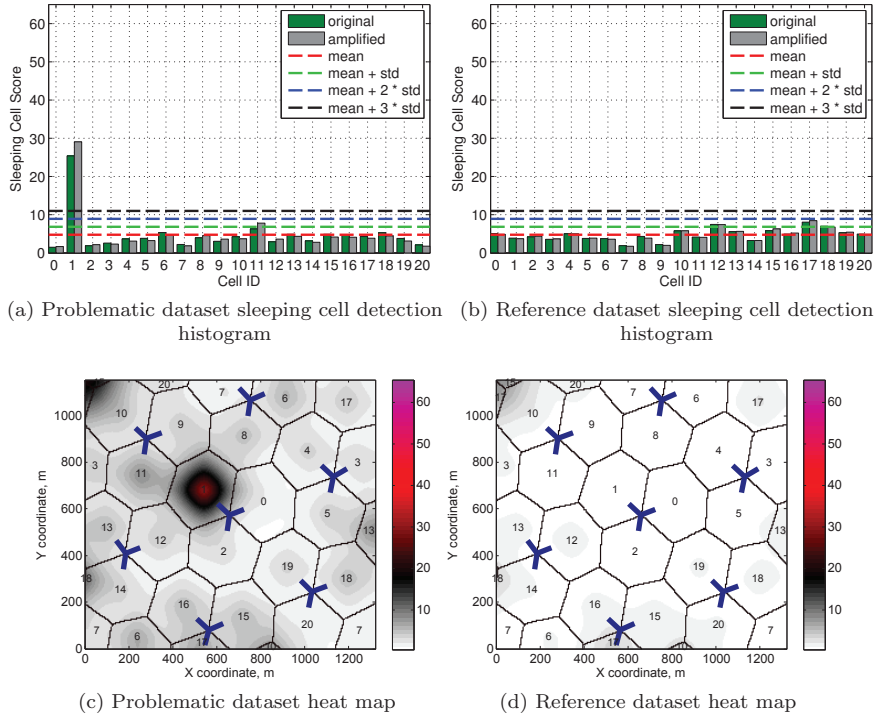 60
50
40
30
20
10
0
Sleeping Cell Score
original
amplified
mean
mean + std
mean + 2 * std
mean + 3 * std
0 1 2 3 4 5 6 7 8 9 10 11 12 13 14 15 16 17 18 19 20
Cell ID
(a) Problematic dataset sleeping cell detection
histogram
60
50
40
30
20
10
0
Sleeping Cell Score
original
amplified
mean
mean + std
mean + 2 * std
mean + 3 * std
0 1 2 3 4 5 6 7 8 9 10 11 12 13 14 15 16 17 18 19 20
Cell ID
(b) Reference dataset sleeping cell detection
histogram
1000
800
600
400
200
0
Y coordinate, m
15 20 7 6 17
10 9 8 4 3
3 11 0 5
13 12 2 13
18 14 19 18
16 15 20
7 6 17 7
0 200 400 600 800 1000 1200
X coordinate, m
60
50
40
30
20
10
(c) Problematic dataset heat map
1000
800
600
400
200
0
Y coordinate, m
15 20 7 6
17 10 9 8 17
3 11 1 0 4 3
13 12 2 5 13
18 14 19 18
16 15 20
7 6 17 7
0 200 400 600 800 1000 1200
X coordinate, m
60
50
40
30
20
10
(d) Reference dataset heat map